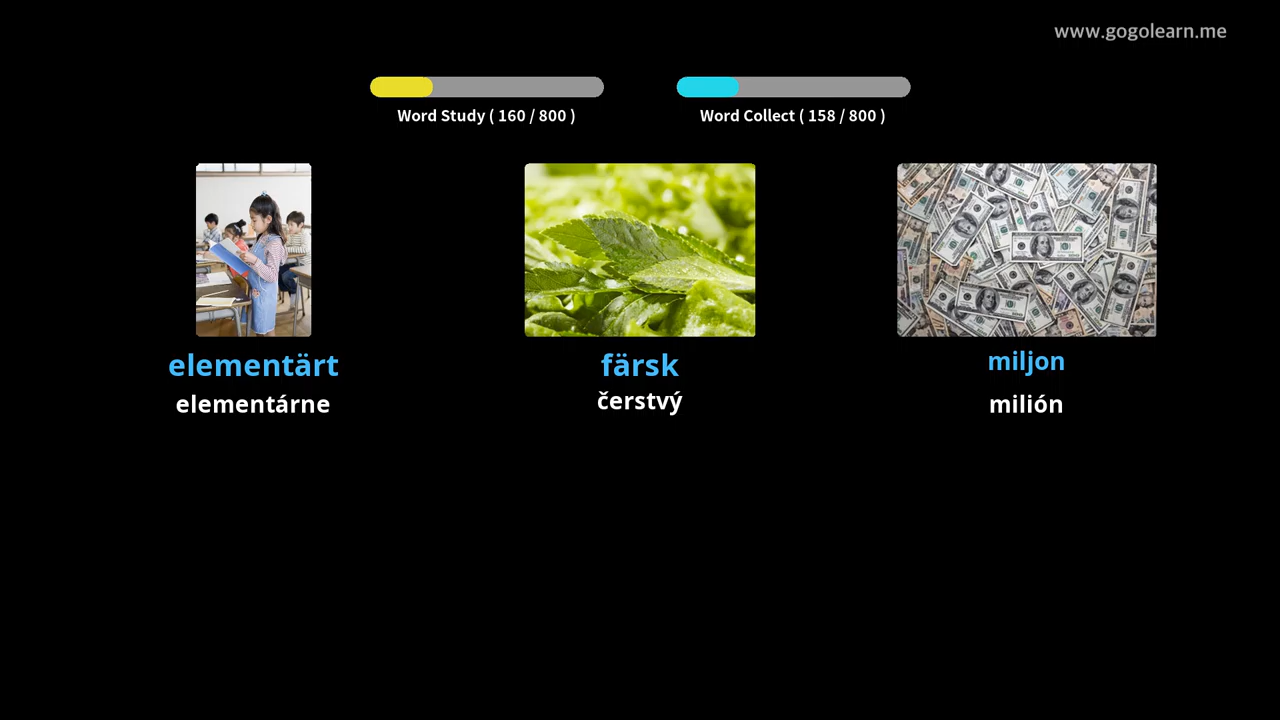 www.gogolearn.me
Word Study ( 160 / 800 )
Word Collect ( 158 / 800 )
elementärt
elementárne
färsk
čerstvý
miljon
milión